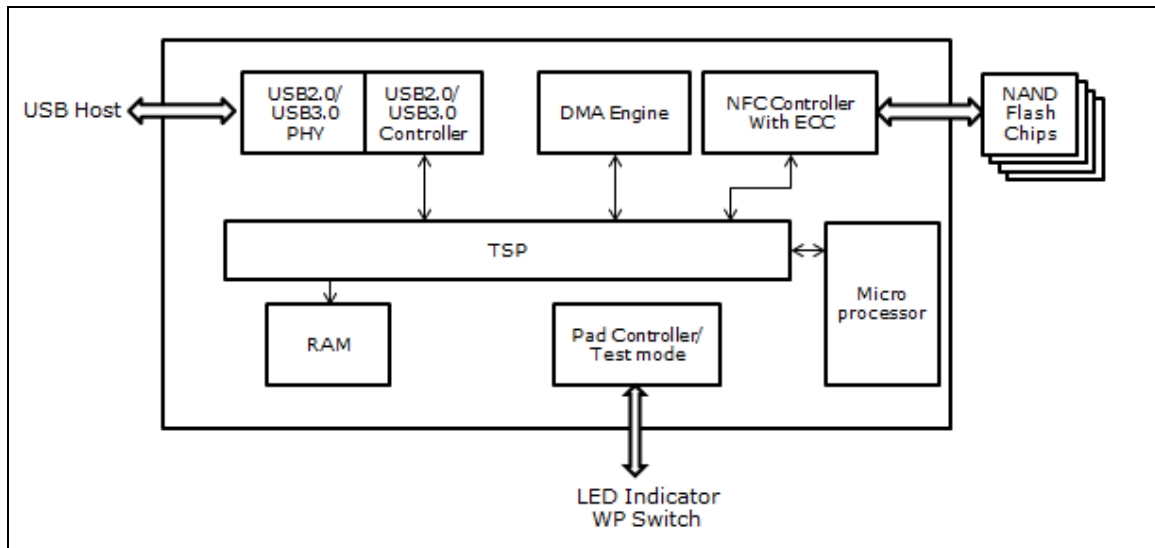 USB Host
USB2.0/
USB3.0
PHY
USB2.0/
USB3.0
Controller
DMA Engine
NFC Controller
With ECC
NAND
Flash
Chips
TSP
Micro
processor
RAM
Pad Controller/
Test mode
LED Indicator
WP Switch